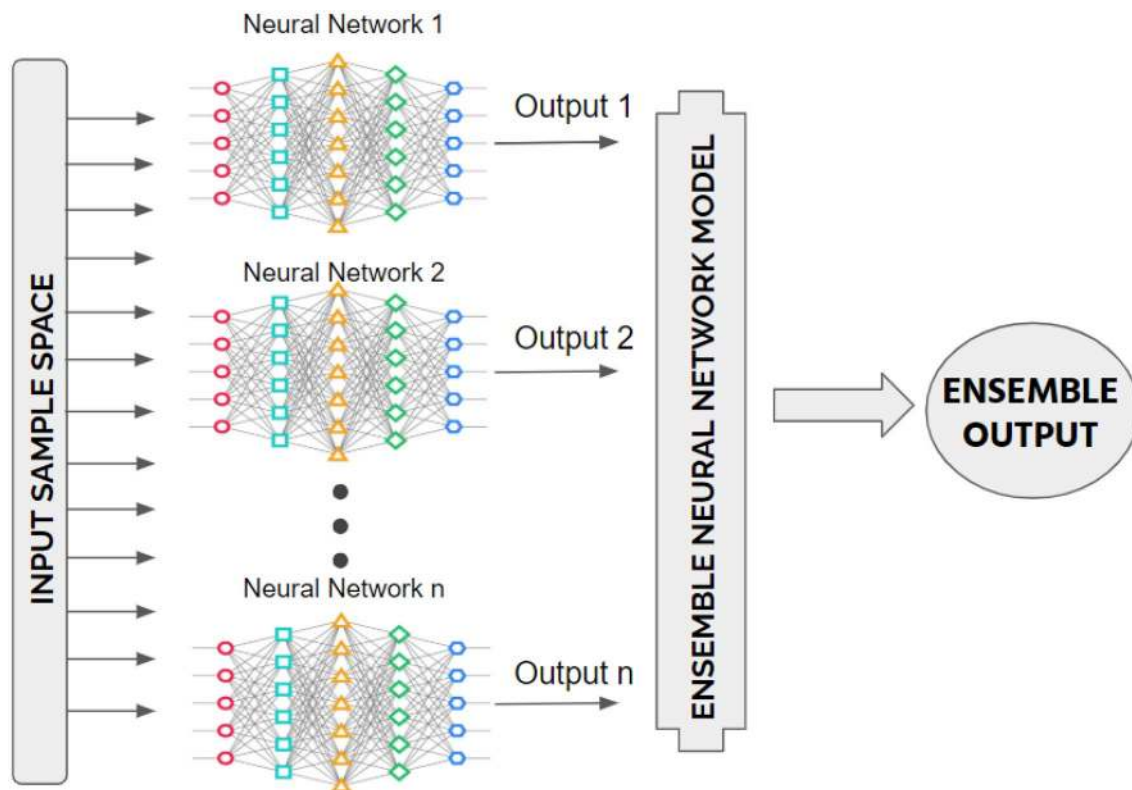 INPUT SAMPLE SPACE
Neural Network 1
Output 1
Neural Network 2
Output 2
Neural Network n
Output n
ENSEMBLE NEURAL NETWORK MODEL
ENSEMBLE
OUTPUT